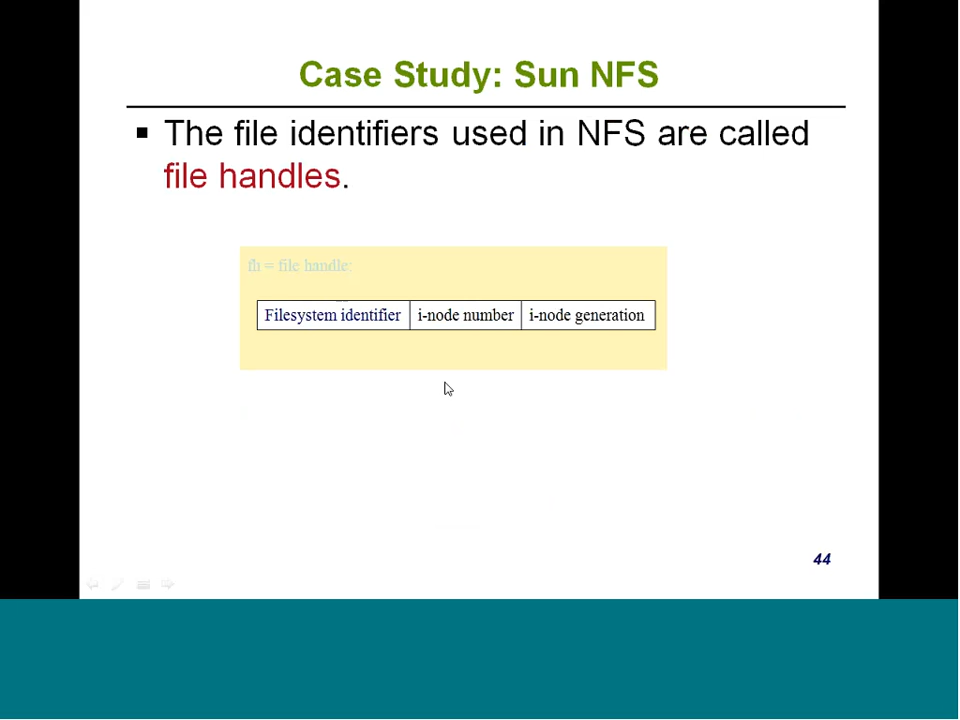 Case Study: Sun NFS
▪ The file identifiers used in NFS are called
file handles.
fh = file handle:
Filesystem identifier i-node number i-node generation
44